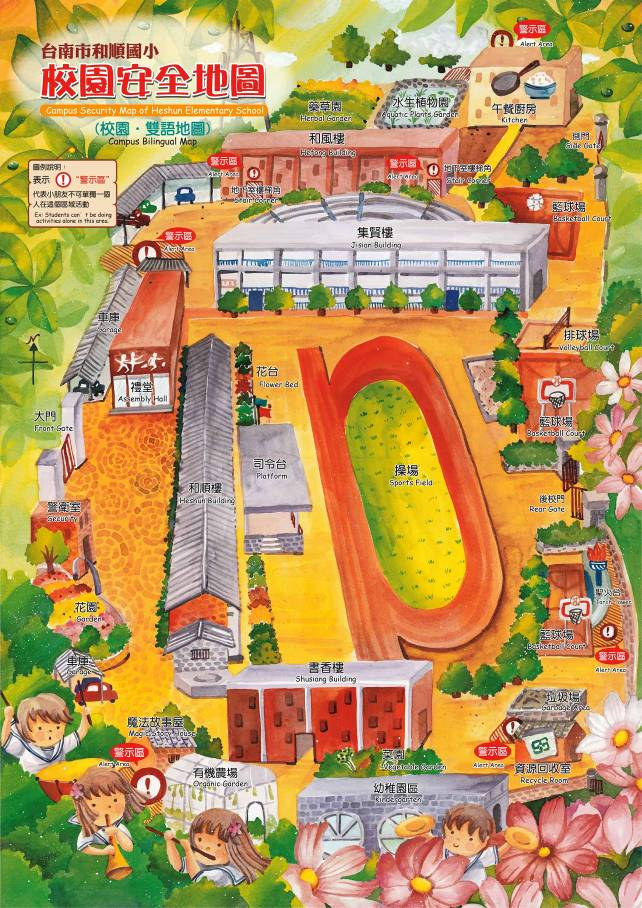 台南市和順國小
校園安全地圖
Campus Security Map of Heshun Elementary School
(校園・雙語地圖)
Campus Bilingual Map
圖例說明：
表示 ! “警示區”
代表小朋友不可單獨一個
人在這個區域活動
Ex: Students can't be doing
activities alone in this area.
警示區
Alert Area
午餐廚房
Kitchen
藥草園
Herbal Garden
水生植物園
Aquatic Plants Garden
側門
Side Gate
和風樓
Hefong Building
警示區
Alert Area
地下室樓梯角
Stair Corner
警示區
Alert Area
地下室樓梯角
Stair Corner
籃球場
Basketball Court
集賢樓
Jisian Building
警示區
Alert Area
車庫
Garage
排球場
Volleyball Court
禮堂
Assembly Hall
花台
Flower Bed
籃球場
Basketball Court
大門
Front Gate
司令台
Platform
操場
Sports Field
和順樓
Heshun Building
後校門
Rear Gate
警衛室
Security
聖火台
Torch Tower
花園
Garden
籃球場
Basketball Court
警示區
Alert Area
車庫
Garage
書香樓
Shusiang Building
垃圾場
Garbage Area
魔法故事屋
Magic Story House
警示區
Alert Area
菜園
Vegetable Garden
警示區
Alert Area
資源回收室
Recycle Room
有機農場
Organic Garden
幼稚園區
Kindergarten